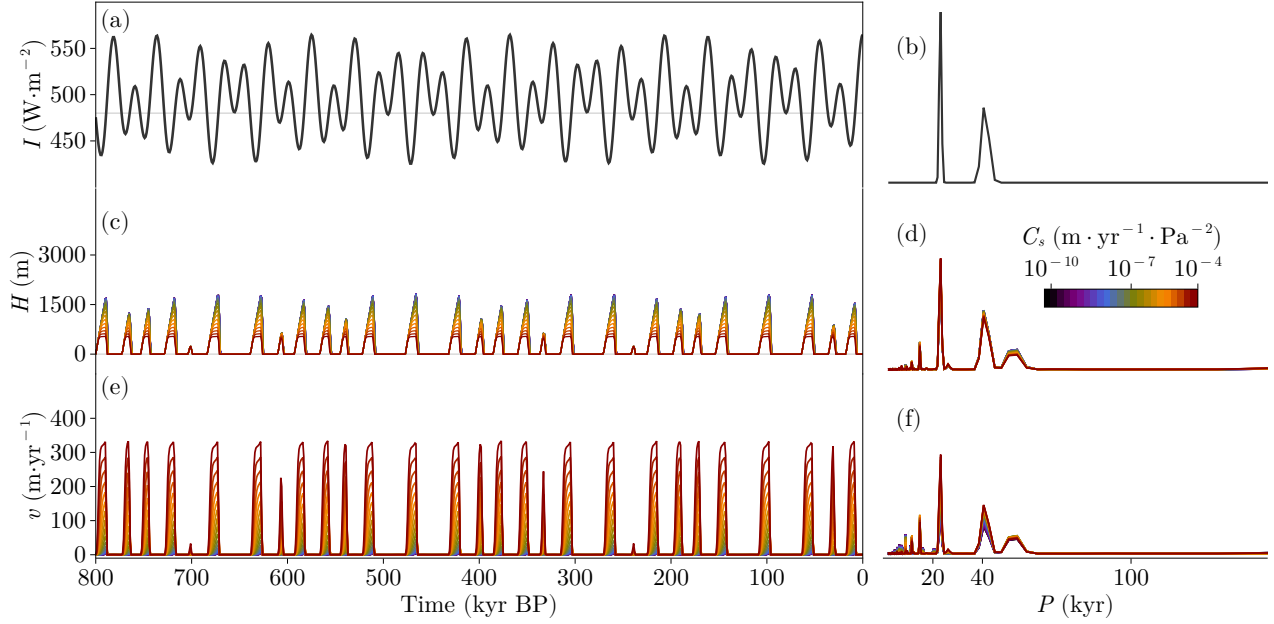 (a)
I (W·m⁻²)
550
500
450
(b)
(c)
H (m)
3000
1500
0
(d)
Cₛ (m · yr⁻¹ · Pa⁻²)
10⁻¹⁰ 10⁻⁷ 10⁻⁴
(e)
v (m·yr⁻¹)
400
300
200
100
0
(f)
800 700 600 500 400 300 200 100 0
Time (kyr BP)
20 40 100
P (kyr)